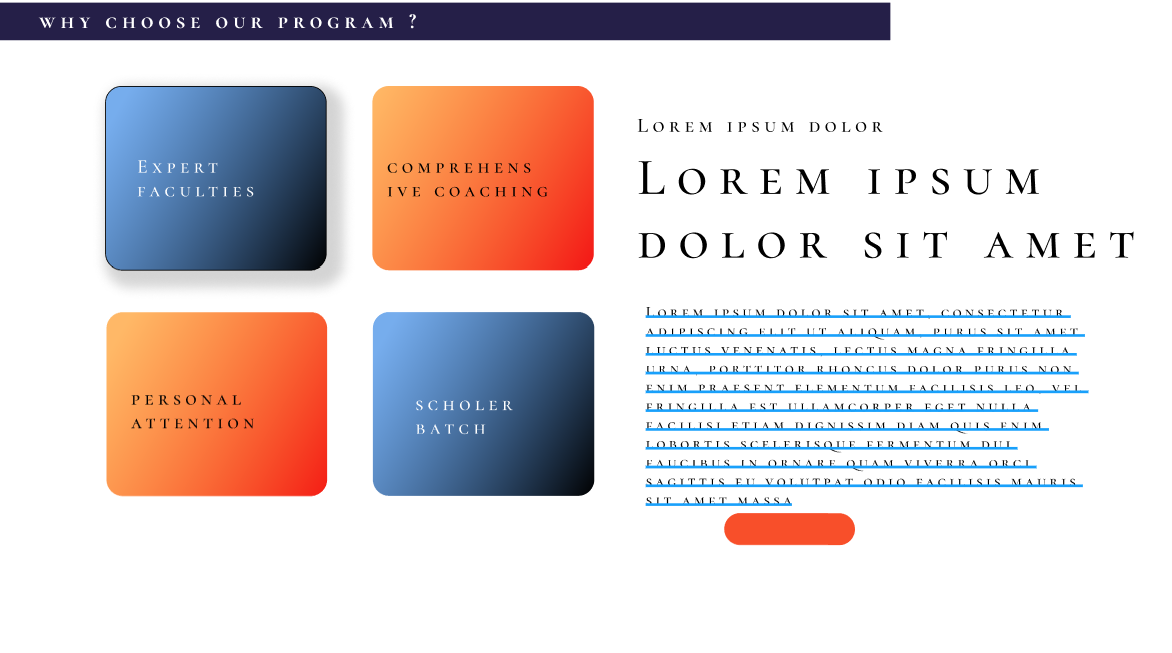 WHY CHOOSE OUR PROGRAM ?
EXPERT
FACULTIES
COMPREHENS
IVE COACHING
PERSONAL
ATTENTION
SCHOLER
BATCH
LOREM IPSUM DOLOR
LOREM IPSUM
DOLOR SIT AMET
LOREM IPSUM DOLOR SIT AMET, CONSECTETUR
ADIPISCING ELIT UT ALIQUAM, PURUS SIT AMET
LUCTUS VENENATIS, LECTUS MAGNA FRINGILLA
URNA, PORTTITOR RHONCUS DOLOR PURUS NON
ENIM PRAESENT ELEMENTUM FACILISIS LEO, VEL
FRINGILLA EST ULLAMCORPER EGET NULLA
FACILISI ETIAM DIGNISSIM DIAM QUIS ENIM
LOBORTIS SCELERISQUE FERMENTUM DUI
FAUCIBUS IN ORNARE QUAM VIVERRA ORCI
SAGITTIS EU VOLUTPAT ODIO FACILISIS MAURIS
SIT AMET MASSA